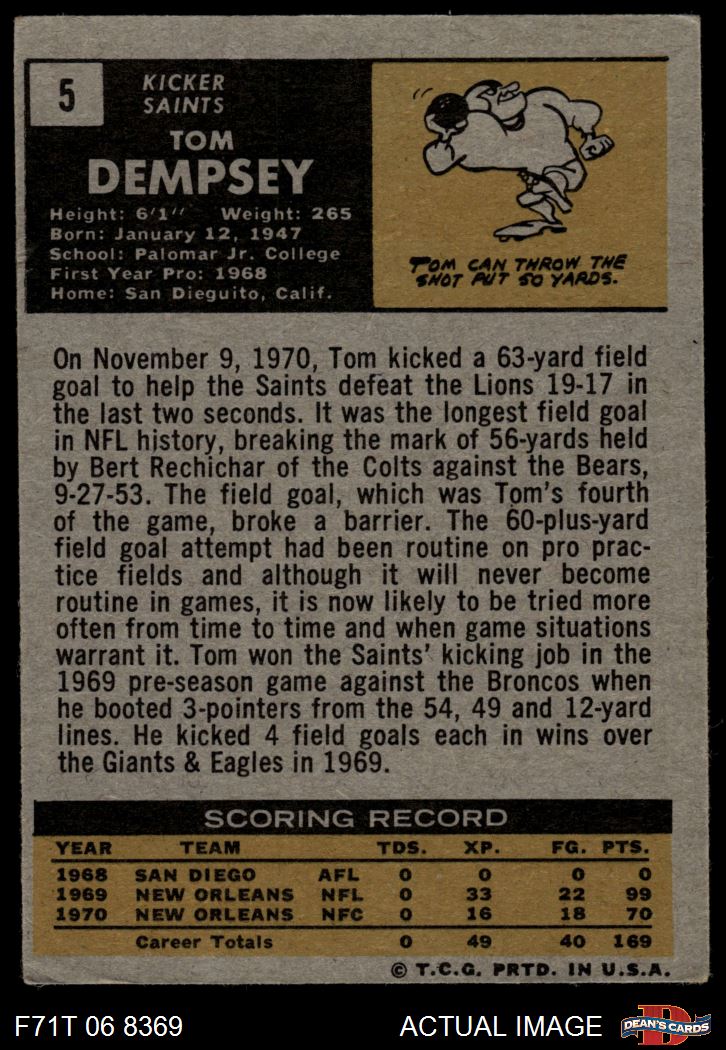 5
KICKER
SAINTS
TOM
DEMPSEY
Height: 6'1'' Weight: 265
Born: January 12, 1947
School: Palomar Jr. College
First Year Pro: 1968
Home: San Dieguito, Calif.
TOM CAN THROW THE
SHOT PUT 50 YARDS.
On November 9, 1970, Tom kicked a 63-yard field
goal to help the Saints defeat the Lions 19-17 in
the last two seconds. It was the longest field goal
in NFL history, breaking the mark of 56-yards held
by Bert Rechichar of the Colts against the Bears,
9-27-53. The field goal, which was Tom's fourth
of the game, broke a barrier. The 60-plus-yard
field goal attempt had been routine on pro prac-
tice fields and although it will never become
routine in games, it is now likely to be tried more
often from time to time and when game situations
warrant it. Tom won the Saints' kicking job in the
1969 pre-season game against the Broncos when
he booted 3-pointers from the 54, 49 and 12-yard
lines. He kicked 4 field goals each in wins over
the Giants & Eagles in 1969.
SCORING RECORD
YEAR TEAM TDS. XP. FG. PTS.
1968 SAN DIEGO AFL 0 0 0 0
1969 NEW ORLEANS NFL 0 33 22 99
1970 NEW ORLEANS NFC 0 16 18 70
Career Totals 0 49 40 169
© T.C.G. PRTD. IN U.S.A.
F71T 06 8369 ACTUAL IMAGE D DEAN'S CARDS